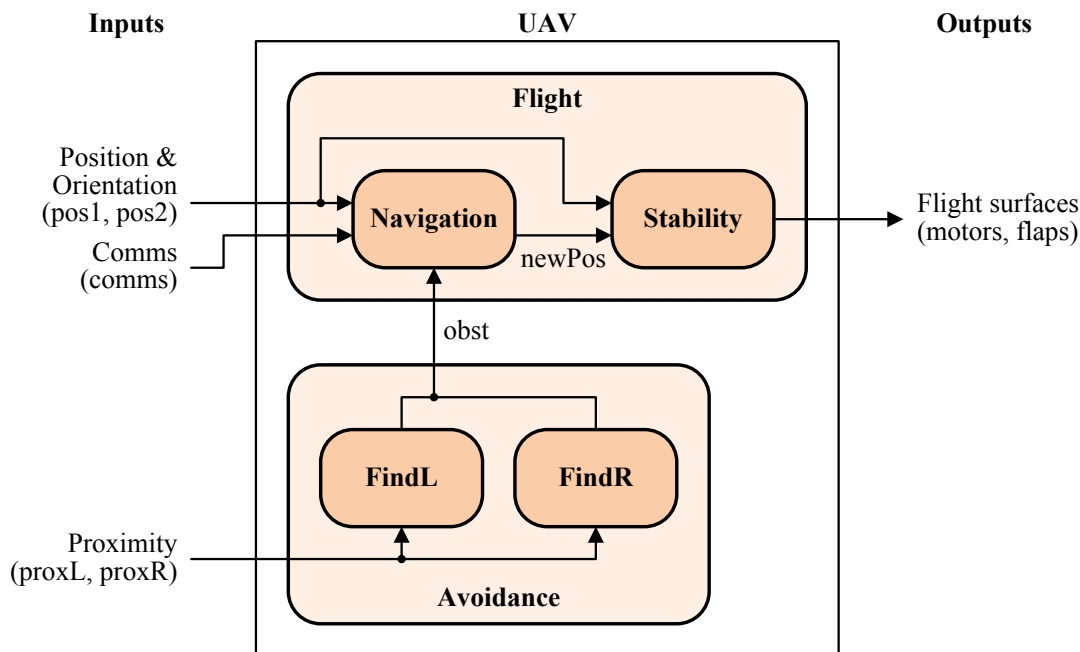 Inputs
UAV
Outputs
Flight
Position &
Orientation
(pos1, pos2)
Navigation
Stability
Flight surfaces
(motors, flaps)
Comms
(comms)
newPos
obst
FindL
FindR
Proximity
(proxL, proxR)
Avoidance